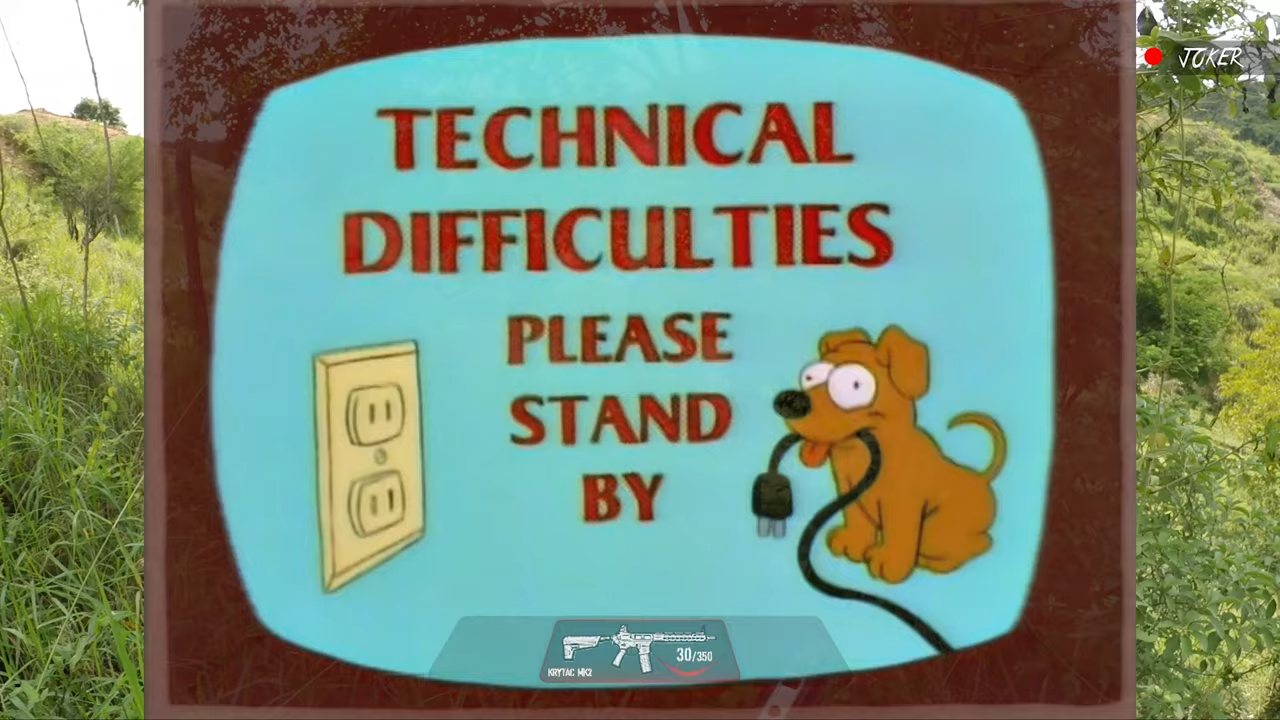 JOKER
TECHNICAL
DIFFICULTIES
PLEASE
STAND
BY
30/350
KRYTAC MK2